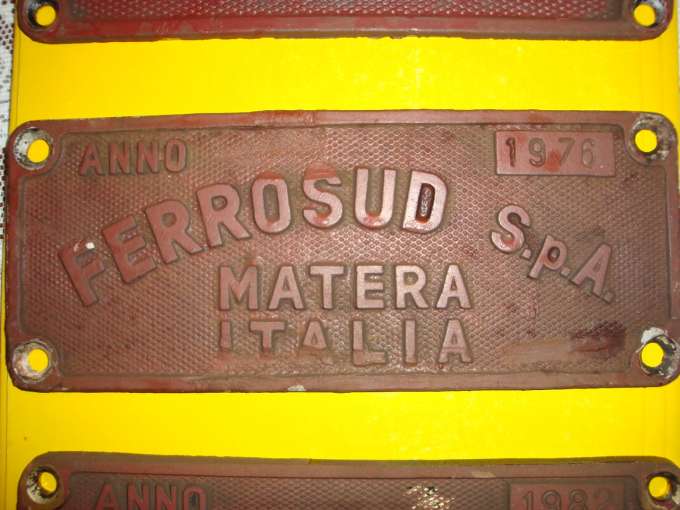 ANNO 1976
FERROSUD S.p.A.
MATERA
ITALIA
ANNO 1982